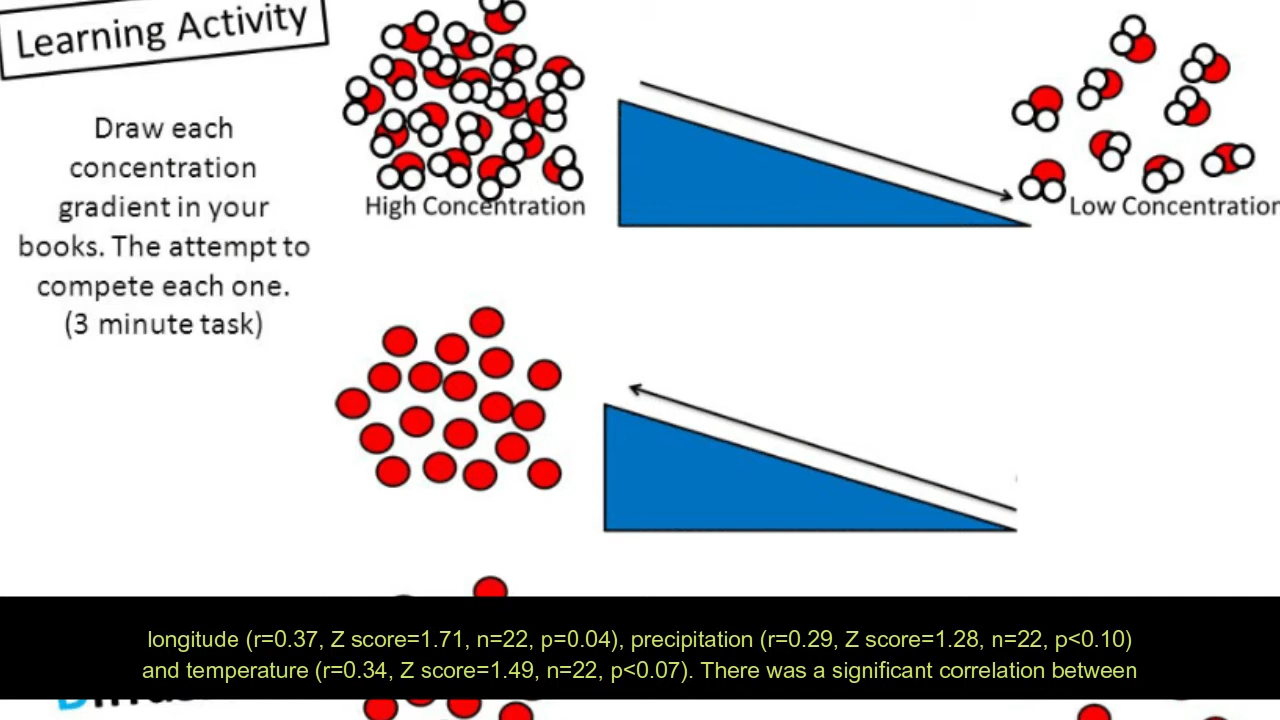 Learning Activity
Draw each
concentration
gradient in your
books. The attempt to
compete each one.
(3 minute task)
High Concentration
Low Concentration
longitude (r=0.37, Z score=1.71, n=22, p=0.04), precipitation (r=0.29, Z score=1.28, n=22, p<0.10)
and temperature (r=0.34, Z score=1.49, n=22, p<0.07). There was a significant correlation between